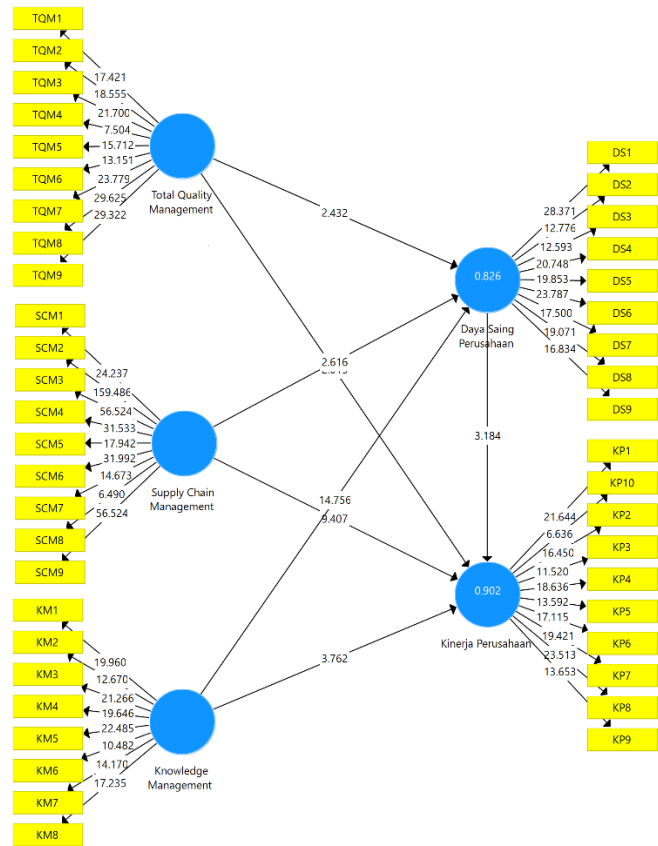 TQM1
TQM2
TQM3
TQM4
TQM5
TQM6
TQM7
TQM8
TQM9
17.421
18.555
21.700
7.504
15.712
13.151
23.779
29.625
29.322
Total Quality
Management
SCM1
SCM2
SCM3
SCM4
SCM5
SCM6
SCM7
SCM8
SCM9
24.237
159.486
56.524
31.533
17.942
31.992
14.673
6.490
56.524
Supply Chain
Management
KM1
KM2
KM3
KM4
KM5
KM6
KM7
KM8
19.960
12.670
21.266
19.646
22.485
10.482
14.170
17.235
Knowledge
Management
2.432
2.616
14.756
9.407
3.762
3.184
0.826
Daya Saing
Perusahaan
28.371
12.776
12.593
20.748
19.853
23.787
17.500
19.071
16.834
DS1
DS2
DS3
DS4
DS5
DS6
DS7
DS8
DS9
0.902
Kinerja Perusahaan
21.644
6.636
16.450
11.520
18.636
13.592
17.115
19.421
23.513
13.653
KP1
KP10
KP2
KP3
KP4
KP5
KP6
KP7
KP8
KP9